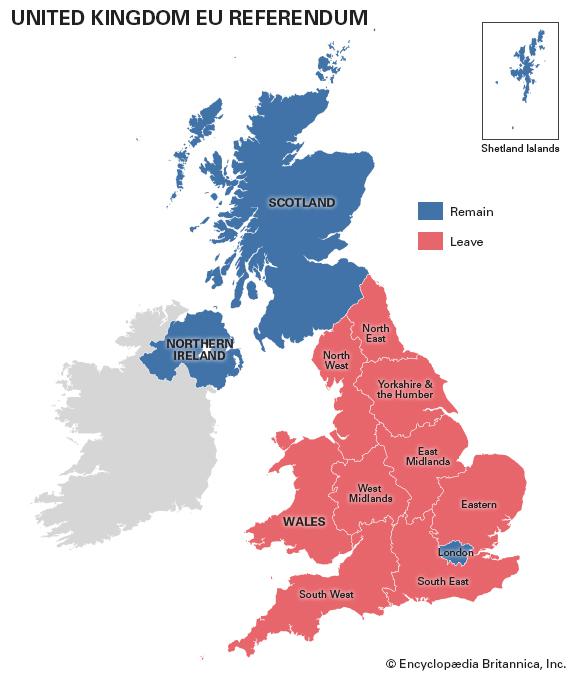 UNITED KINGDOM EU REFERENDUM
Shetland Islands
SCOTLAND
Remain
Leave
NORTHERN
IRELAND
North
East
North
West
Yorkshire &
the Humber
East
Midlands
West
Midlands
Eastern
WALES
London
South East
South West
© Encyclopædia Britannica, Inc.